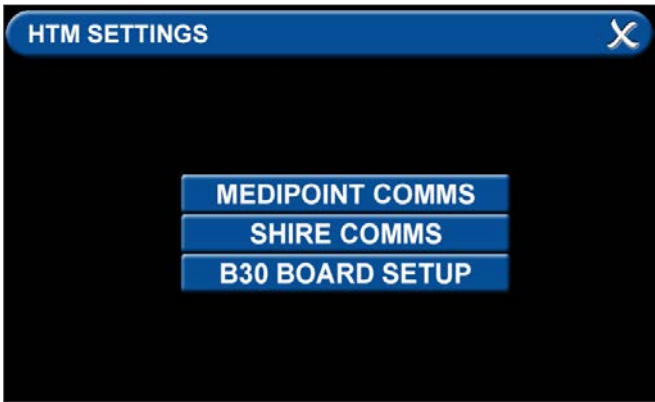 HTM SETTINGS
MEDIPOINT COMMS
SHIRE COMMS
B30 BOARD SETUP